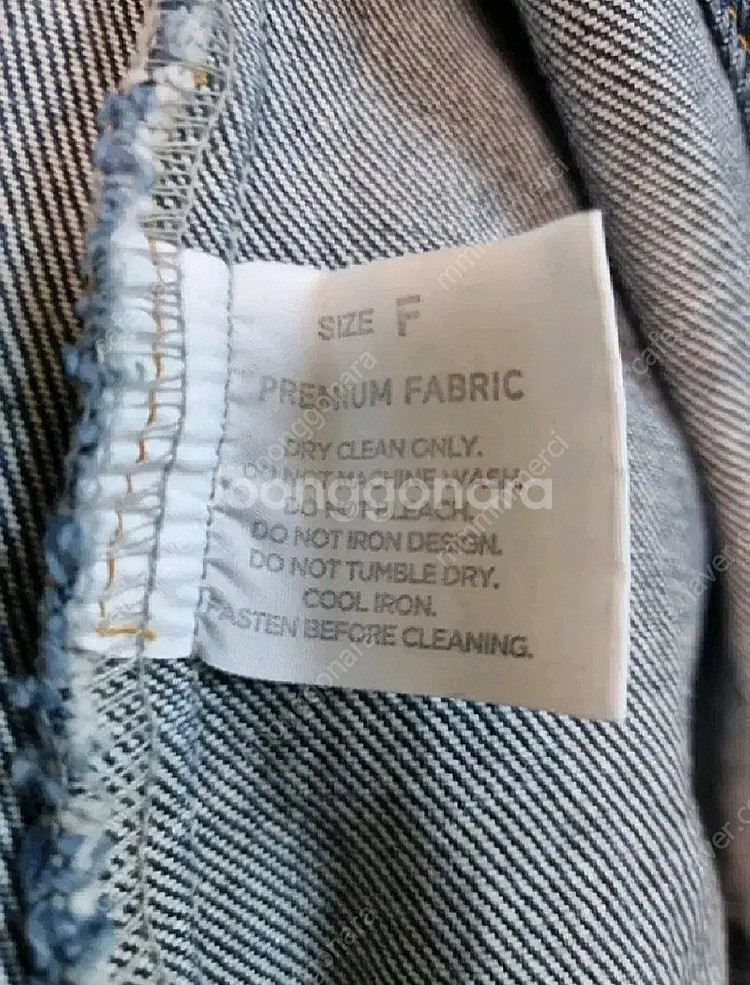 SIZE F
PREMIUM FABRIC
DRY CLEAN ONLY.
DO NOT MACHINE WASH.
joonggonara
DO NOT BLEACH.
DO NOT IRON DESIGN.
DO NOT TUMBLE DRY.
COOL IRON.
FASTEN BEFORE CLEANING.